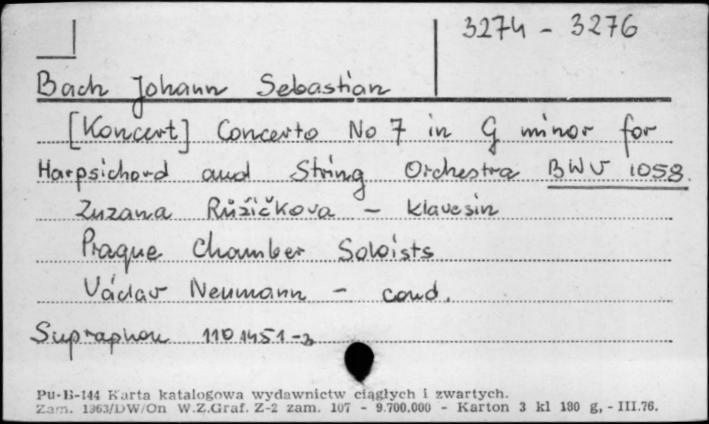 3274 - 3276
Bach Johann Sebastian
[Koncert] Concerto No 7 in G minor for
Harpsichord and String Orchestra BWV 1058.
Zuzana Růžičkova - klavesin
Prague Chamber Soloists
Václav Neumann - cond.
Supraphon 110 1451-2
Pu-B-144 Karta katalogowa wydawnictw ciągłych i zwartych.
Zam. 1363/DW/On W.Z.Graf. Z-2 zam. 107 - 9.700.000 - Karton 3 kl 180 g, - III.76.